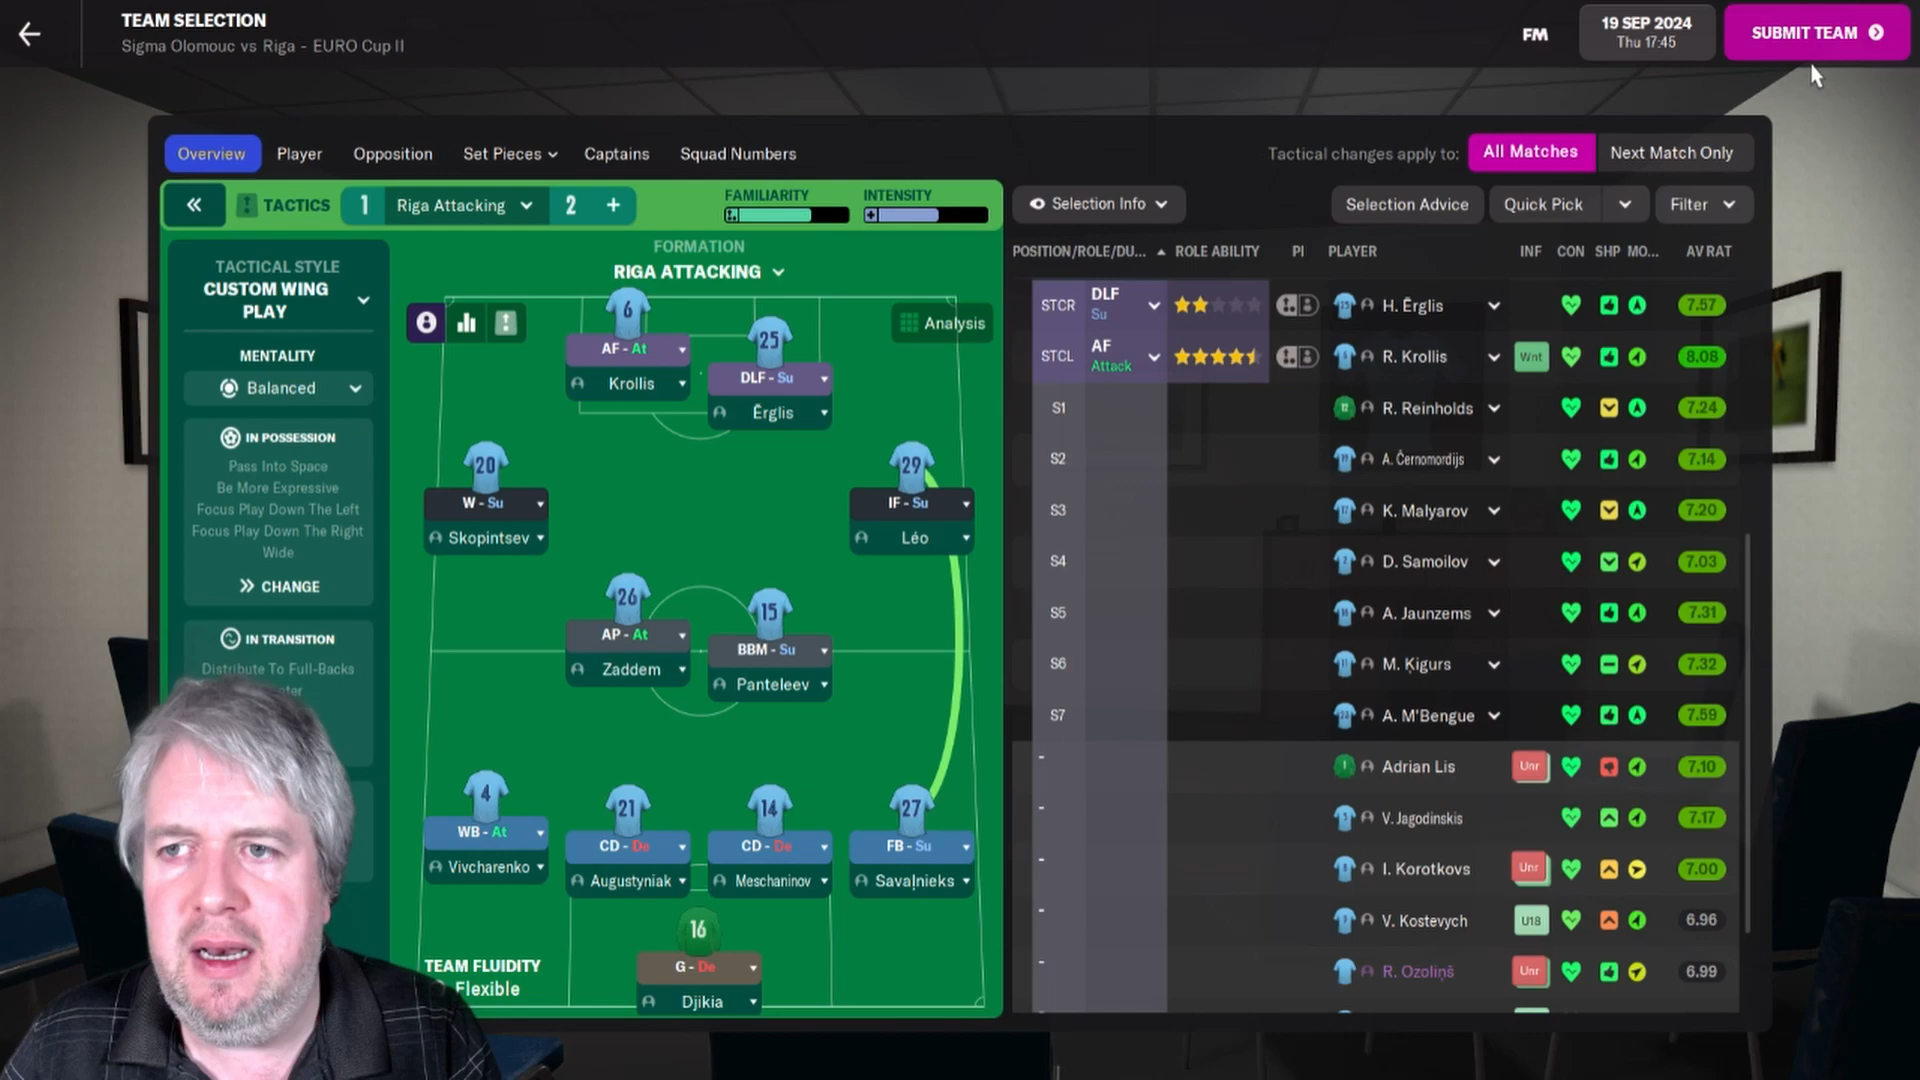 TEAM SELECTION
Sigma Olomouc vs Riga - EURO Cup II
FM
19 SEP 2024
Thu 17:45
SUBMIT TEAM
Overview
Player
Opposition
Set Pieces
Captains
Squad Numbers
Tactical changes apply to:
All Matches
Next Match Only
TACTICS
1
Riga Attacking
2
FAMILIARITY
INTENSITY
Selection Info
Selection Advice
Quick Pick
Filter
TACTICAL STYLE
CUSTOM WING
PLAY
MENTALITY
Balanced
IN POSSESSION
Pass Into Space
Be More Expressive
Focus Play Down The Left
Focus Play Down The Right
Wide
CHANGE
IN TRANSITION
Distribute To Full-Backs
FORMATION
RIGA ATTACKING
Analysis
6
AF - At
Krollis
25
DLF - Su
Ērglis
20
W - Su
Skopintsev
29
IF - Su
Léo
26
AP - At
Zaddem
15
BBM - Su
Panteleev
4
WB - At
Vivcharenko
21
CD - De
Augustyniak
14
CD - De
Meschaninov
27
FB - Su
Savaļnieks
16
G - De
Djikia
TEAM FLUIDITY
Flexible
POSITION/ROLE/DU... ROLE ABILITY PI PLAYER INF CON SHP MO... AV RAT
STCR DLF Su H. Ērglis 7.57
STCL AF Attack R. Krollis Wnt 8.08
S1 R. Reinholds 7.24
S2 A. Černomordijs 7.14
S3 K. Malyarov 7.20
S4 D. Samoilov 7.03
S5 A. Jaunzems 7.31
S6 M. Ķigurs 7.32
S7 A. M'Bengue 7.59
- Adrian Lis Unr 7.10
- V. Jagodinskis 7.17
- I. Korotkovs Unr 7.00
- V. Kostevych U18 6.96
- R. Ozoliņš Unr 6.99